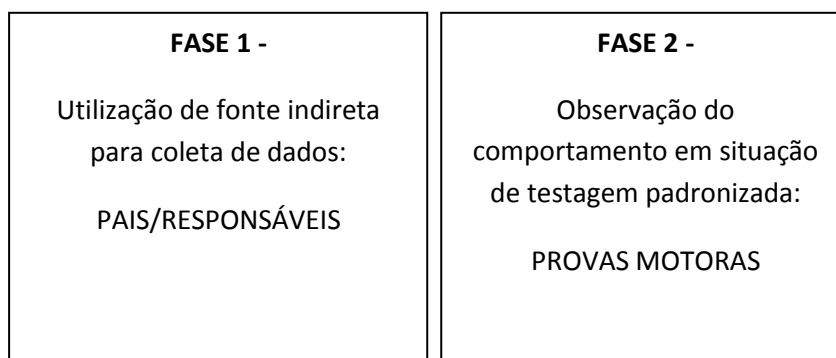 FASE 1 -
Utilização de fonte indireta
para coleta de dados:
PAIS/RESPONSÁVEIS
FASE 2 -
Observação do
comportamento em situação
de testagem padronizada:
PROVAS MOTORAS